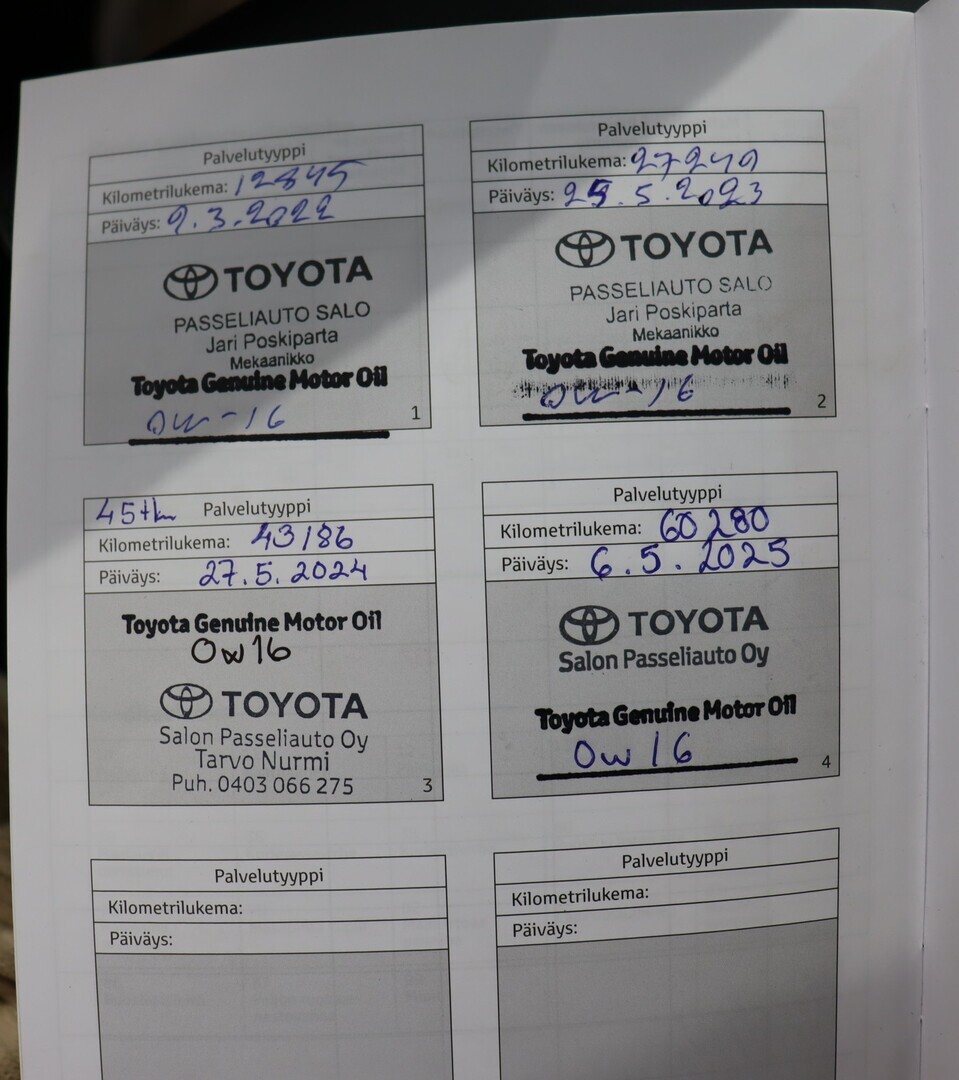 Palvelutyyppi
Kilometrilukema: 12845
Päiväys: 9.3.2022
TOYOTA
PASSELIAUTO SALO
Jari Poskiparta
Mekaanikko
Toyota Genuine Motor Oil
0w-16
1
Palvelutyyppi
Kilometrilukema: 27240
Päiväys: 5.2023
TOYOTA
PASSELIAUTO SALO
Jari Poskiparta
Mekaanikko
Toyota Genuine Motor Oil
0w-16
2
45tkm Palvelutyyppi
Kilometrilukema: 43186
Päiväys: 27.5.2024
Toyota Genuine Motor Oil
0w16
TOYOTA
Salon Passeliauto Oy
Tarvo Nurmi
Puh. 0403 066 275
3
Palvelutyyppi
Kilometrilukema: 60280
Päiväys: 6.5.2025
TOYOTA
Salon Passeliauto Oy
Toyota Genuine Motor Oil
0w16
4
Palvelutyyppi
Kilometrilukema:
Päiväys:
Palvelutyyppi
Kilometrilukema:
Päiväys: